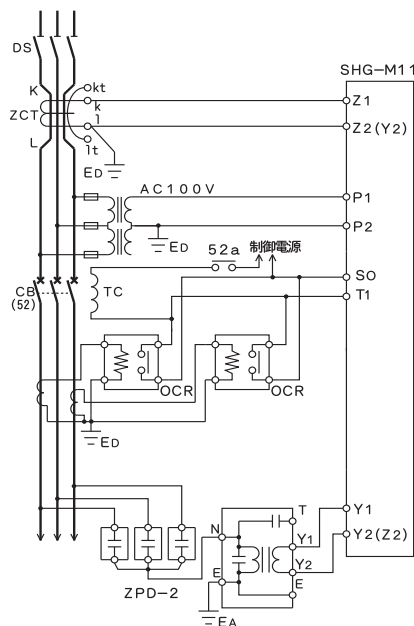 DS
SHG-M11
K
kt
k
Z1
ZCT
l
Z2(Y2)
L
lt
ED
AC100V
P1
P2
ED
52a
制御電源
SO
CB
(52)
TC
T1
OCR
OCR
ED
N
T
Y1
Y1
Y2
Y2(Z2)
E
E
ZPD-2
EA